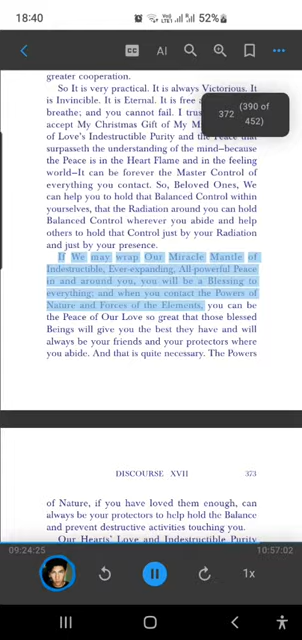 18:40
52%
CC
AI
372 (390 of
452)
greater cooperation.
So It is very practical. It is always Victorious. It
is Invincible. It is Eternal. It is free a
breathe; and you cannot fail. I trus
accept My Christmas Gift of My M
of Love's Indestructible Purity and the Peace that
surpasseth the understanding of the mind—because
the Peace is in the Heart Flame and in the feeling
world—It can be forever the Master Control of
everything you contact. So, Beloved Ones, We
can help you to hold that Balanced Control within
yourselves, that the Radiation around you can hold
Balanced Control wherever you abide and help
others to hold that Control just by your Radiation
and just by your presence.
If We may wrap Our Miracle Mantle of
Indestructible, Ever-expanding, All-powerful Peace
in and around you, you will be a Blessing to
everything; and when you contact the Powers of
Nature and Forces of the Elements, you can be
the Peace of Our Love so great that those blessed
Beings will give you the best they have and will
always be your friends and your protectors where
you abide. And that is quite necessary. The Powers
DISCOURSE XVII 373
of Nature, if you have loved them enough, can
always be your protectors to help hold the Balance
and prevent destructive activities touching you.
Our Hearts' Love and Indestructible Purity
09:24:25 10:57:02
1x